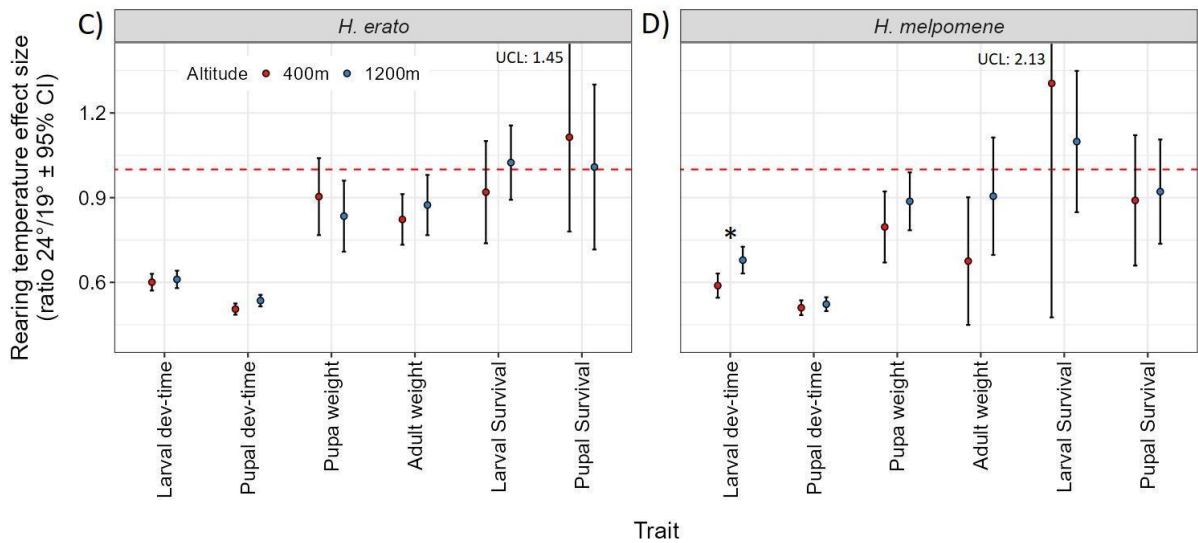 C)
H. erato
D)
H. melpomene
Rearing temperature effect size
(ratio 24°/19° ± 95% CI)
Altitude 400m 1200m
UCL: 1.45
UCL: 2.13
1.2
0.9
0.6
*
Larval dev-time
Pupal dev-time
Pupa weight
Adult weight
Larval Survival
Pupal Survival
Larval dev-time
Pupal dev-time
Pupa weight
Adult weight
Larval Survival
Pupal Survival
Trait